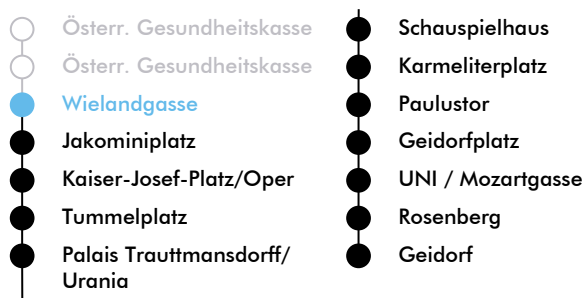 Österr. Gesundheitskasse
Österr. Gesundheitskasse
Wielandgasse
Jakominiplatz
Kaiser-Josef-Platz/Oper
Tummelplatz
Palais Trauttmansdorff/
Urania
Schauspielhaus
Karmeliterplatz
Paulustor
Geidorfplatz
UNI / Mozartgasse
Rosenberg
Geidorf